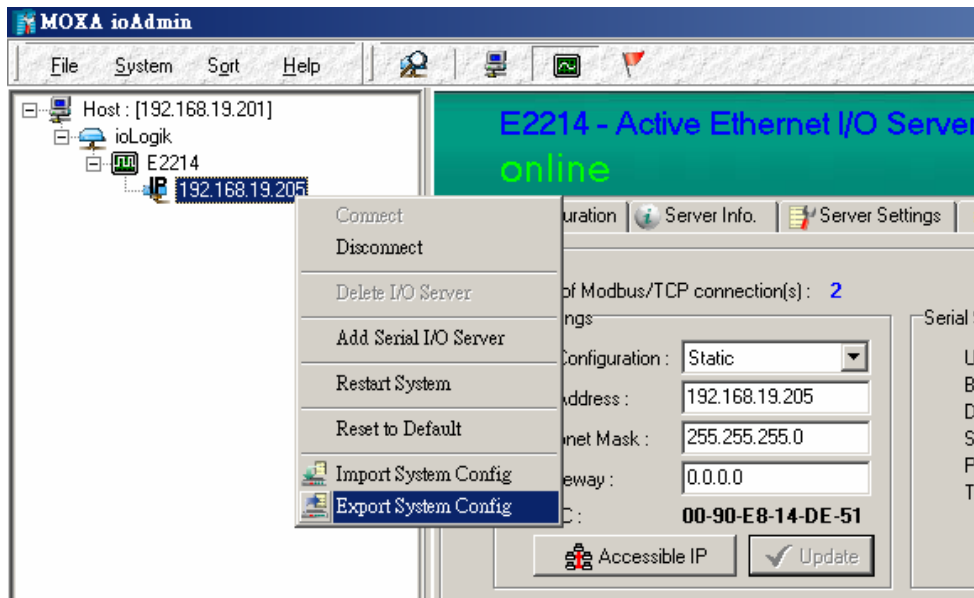 MOXA ioAdmin
File System Sort Help
Host : [192.168.19.201]
ioLogik
E2214
192.168.19.205
E2214 - Active Ethernet I/O Server
online
uration Server Info. Server Settings
Connect
Disconnect
Delete I/O Server
Add Serial I/O Server
Restart System
Reset to Default
Import System Config
Export System Config
of Modbus/TCP connection(s) : 2
ngs
Configuration : Static
Address : 192.168.19.205
net Mask : 255.255.255.0
eway : 0.0.0.0
C : 00-90-E8-14-DE-51
Accessible IP Update
Serial
U
B
D
S
P
T